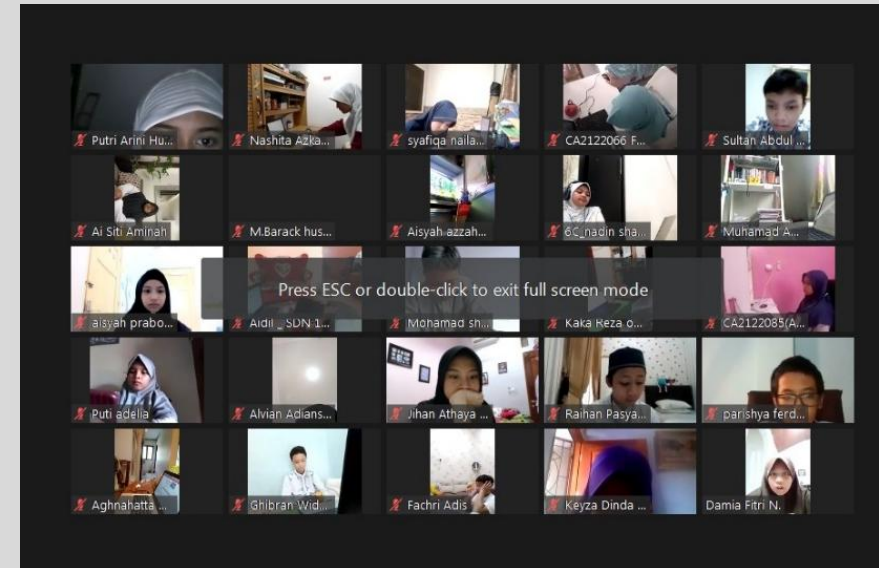 Putri Arini Hu...
Nashita Azka...
syafiqa naila...
CA2122066 F...
Sultan Abdul ...
Ai Siti Aminah
M.Barack hus...
Aisyah azzah...
6C_nadin sha...
Muhamad A...
Press ESC or double-click to exit full screen mode
aisyah prabo...
Aidil _ SDN 1...
Mohamad sh...
Kaka Reza o...
CA2122085(A...
Puti adelia
Alvian Adians...
Jihan Athaya ...
Raihan Pasya...
parishya ferd...
Aghnahatta ...
Ghibran Wid...
Fachri Adis
Keyza Dinda ...
Damia Fitri N.